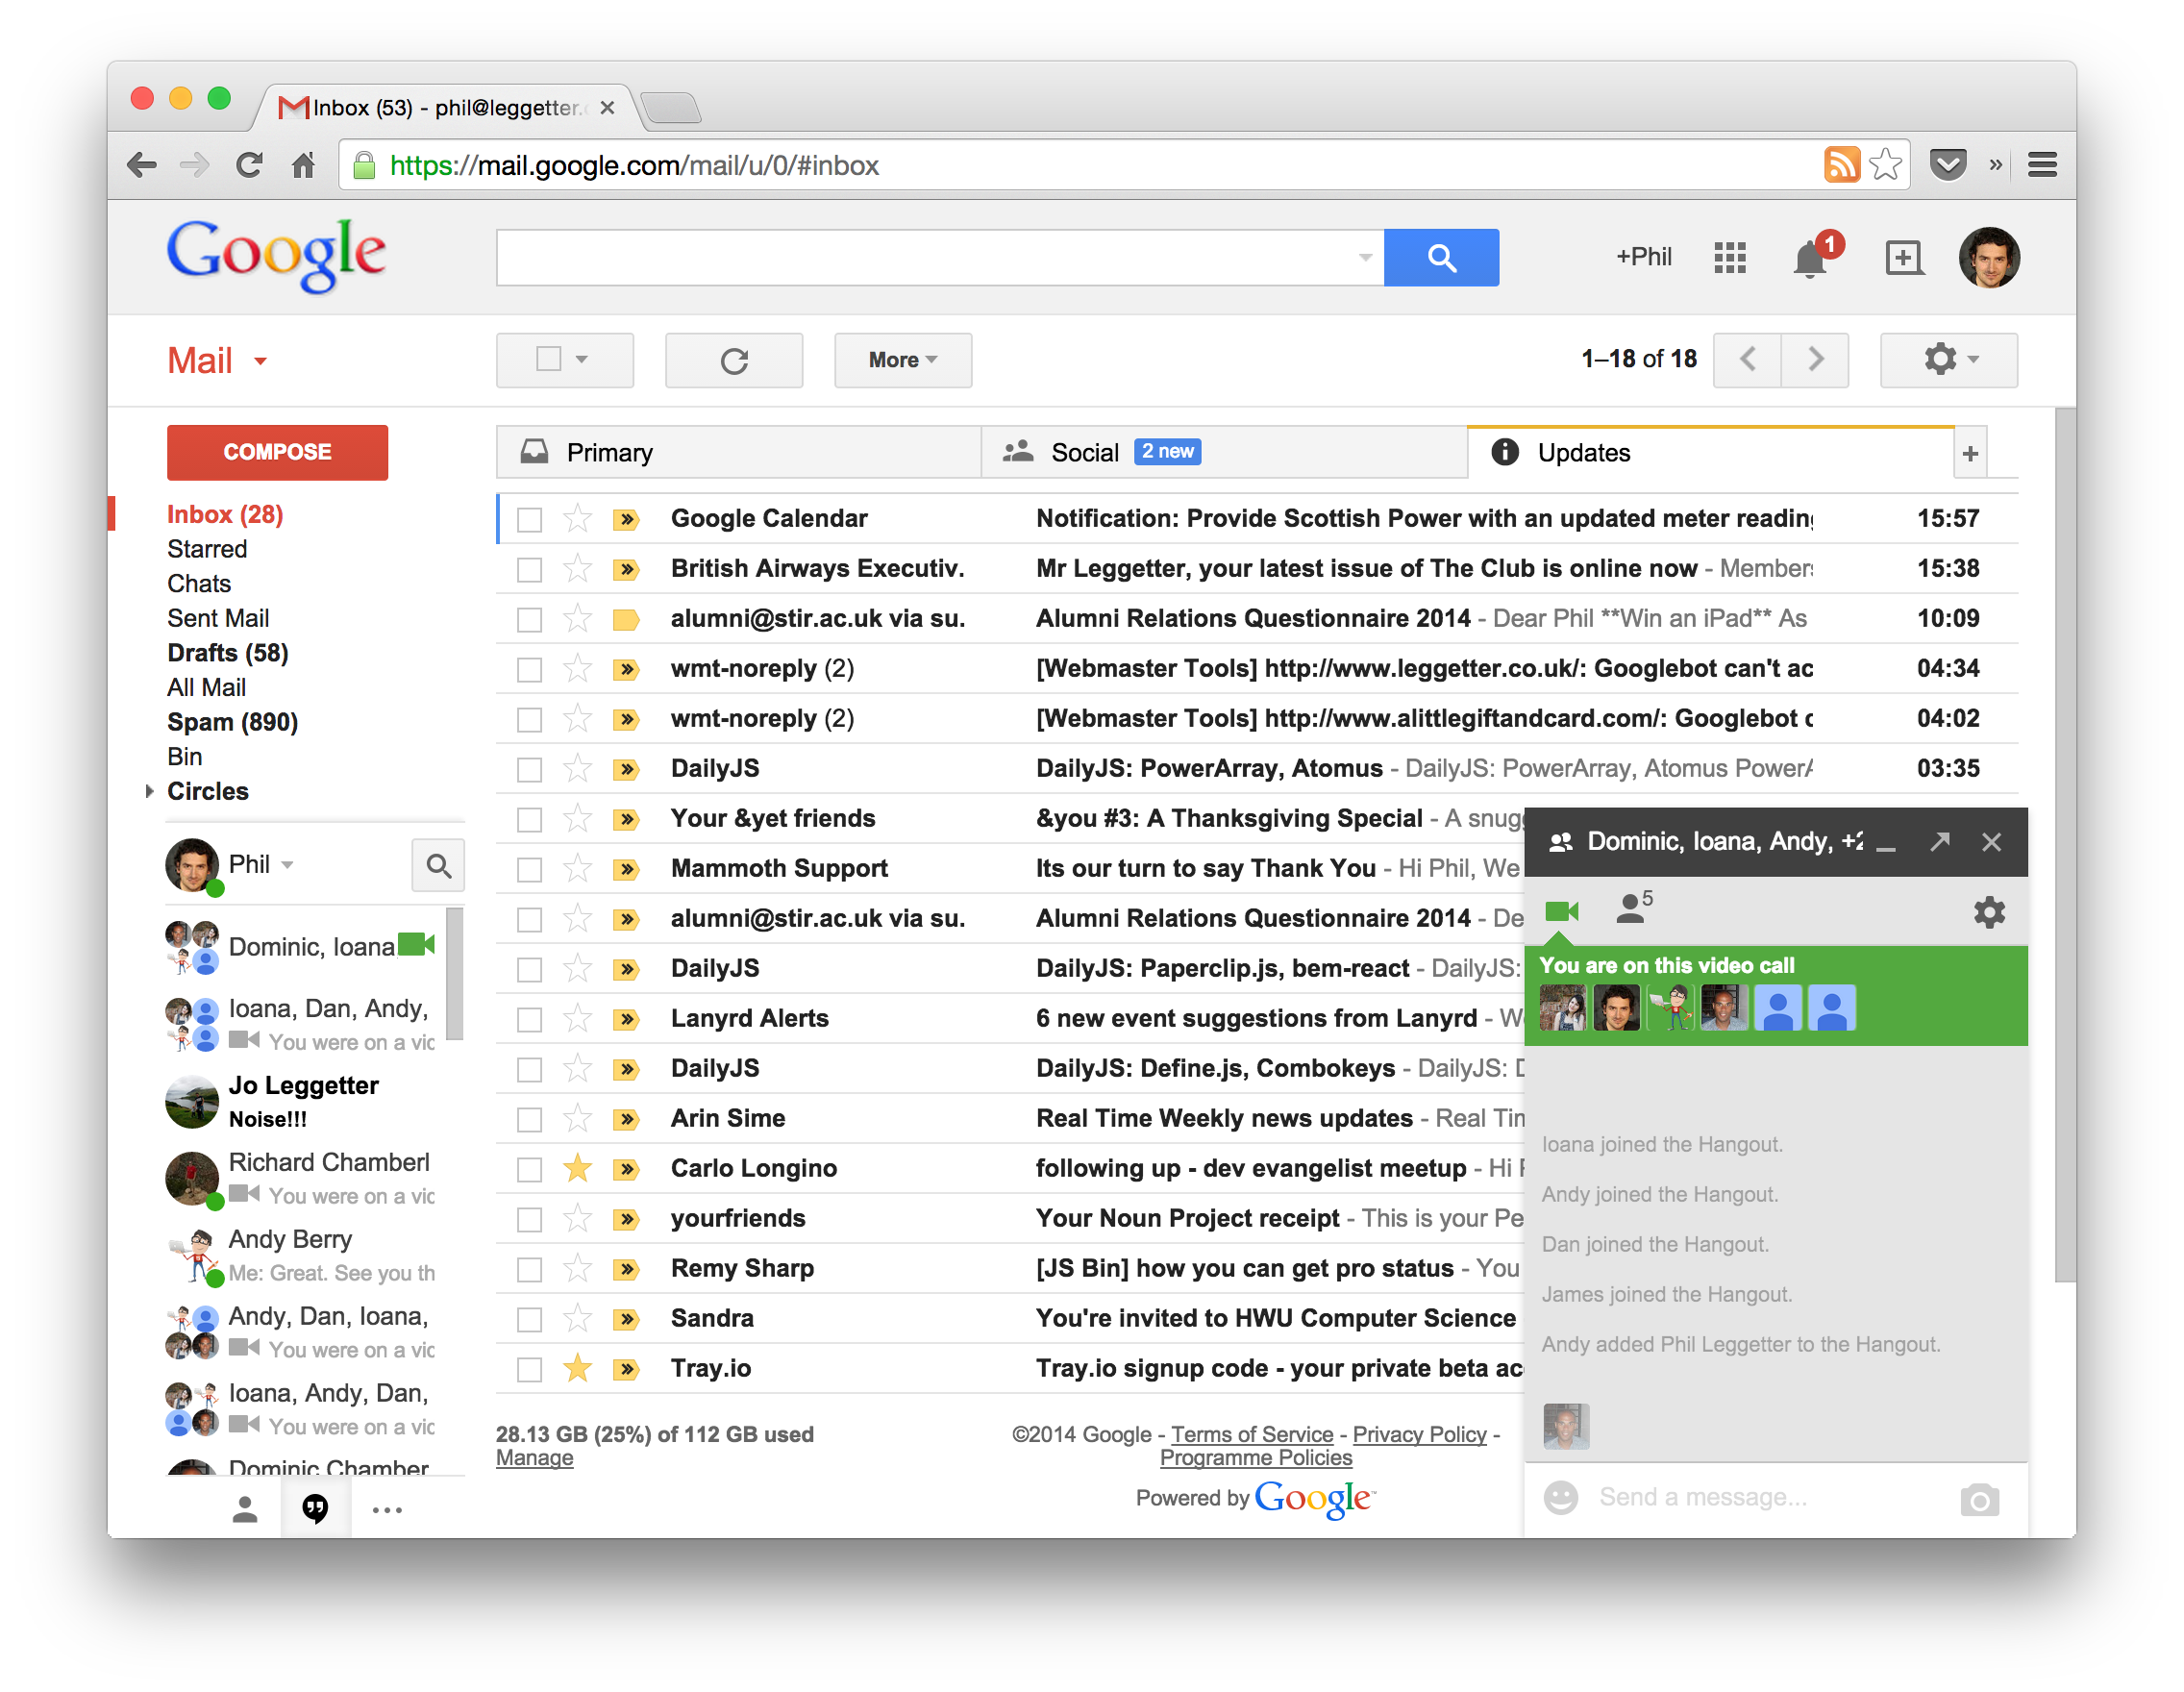 Inbox (53) - phil@leggetter.
https://mail.google.com/mail/u/0/#inbox
Google
+Phil
1
Mail
More
1–18 of 18
COMPOSE
Primary
Social 2 new
Updates
+
Inbox (28)
Starred
Chats
Sent Mail
Drafts (58)
All Mail
Spam (890)
Bin
Circles
Google Calendar Notification: Provide Scottish Power with an updated meter reading 15:57
British Airways Executiv. Mr Leggetter, your latest issue of The Club is online now - Members 15:38
alumni@stir.ac.uk via su. Alumni Relations Questionnaire 2014 - Dear Phil **Win an iPad** As 10:09
wmt-noreply (2) [Webmaster Tools] http://www.leggetter.co.uk/: Googlebot can't ac 04:34
wmt-noreply (2) [Webmaster Tools] http://www.alittlegiftandcard.com/: Googlebot c 04:02
DailyJS DailyJS: PowerArray, Atomus - DailyJS: PowerArray, Atomus PowerA 03:35
Your &yet friends &you #3: A Thanksgiving Special - A snugg
Mammoth Support Its our turn to say Thank You - Hi Phil, We
alumni@stir.ac.uk via su. Alumni Relations Questionnaire 2014 - De
DailyJS DailyJS: Paperclip.js, bem-react - DailyJS:
Lanyrd Alerts 6 new event suggestions from Lanyrd - We
DailyJS DailyJS: Define.js, Combokeys - DailyJS: D
Arin Sime Real Time Weekly news updates - Real Tin
Carlo Longino following up - dev evangelist meetup - Hi F
yourfriends Your Noun Project receipt - This is your Pe
Remy Sharp [JS Bin] how you can get pro status - You
Sandra You're invited to HWU Computer Science
Tray.io Tray.io signup code - your private beta ac
Phil
Dominic, Ioana
Ioana, Dan, Andy,
You were on a vic
Jo Leggetter
Noise!!!
Richard Chamberl
You were on a vic
Andy Berry
Me: Great. See you th
Andy, Dan, Ioana,
You were on a vic
Ioana, Andy, Dan,
You were on a vic
Dominic Chamber
28.13 GB (25%) of 112 GB used
Manage
©2014 Google - Terms of Service - Privacy Policy -
Programme Policies
Powered by Google™
Dominic, Ioana, Andy, +2
5
You are on this video call
Ioana joined the Hangout.
Andy joined the Hangout.
Dan joined the Hangout.
James joined the Hangout.
Andy added Phil Leggetter to the Hangout.
Send a message...